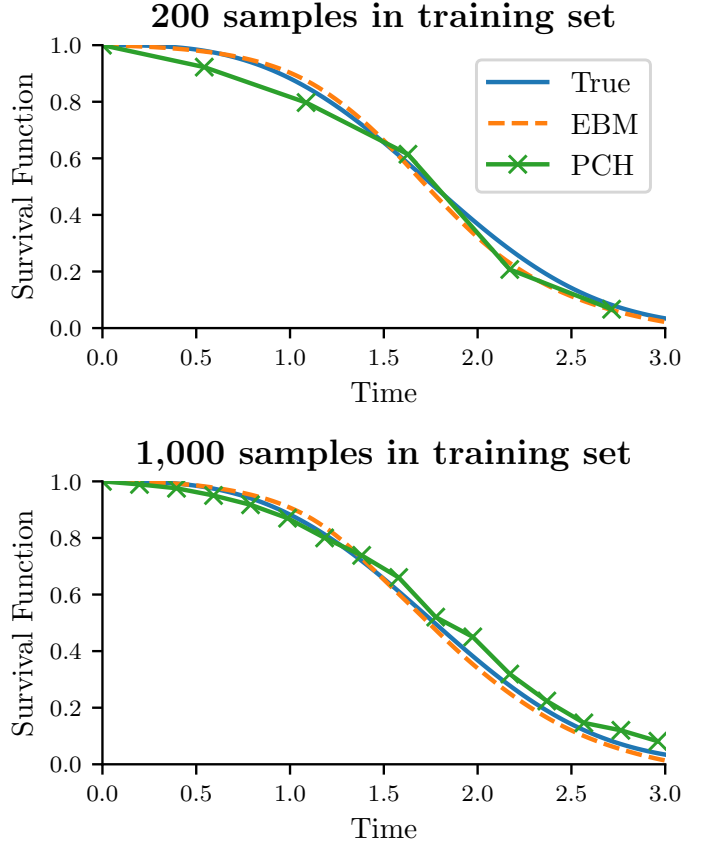 200 samples in training set
1.0
0.8
0.6
0.4
0.2
0.0
Survival Function
True
EBM
PCH
0.0 0.5 1.0 1.5 2.0 2.5 3.0
Time
1,000 samples in training set
1.0
0.8
0.6
0.4
0.2
0.0
Survival Function
0.0 0.5 1.0 1.5 2.0 2.5 3.0
Time